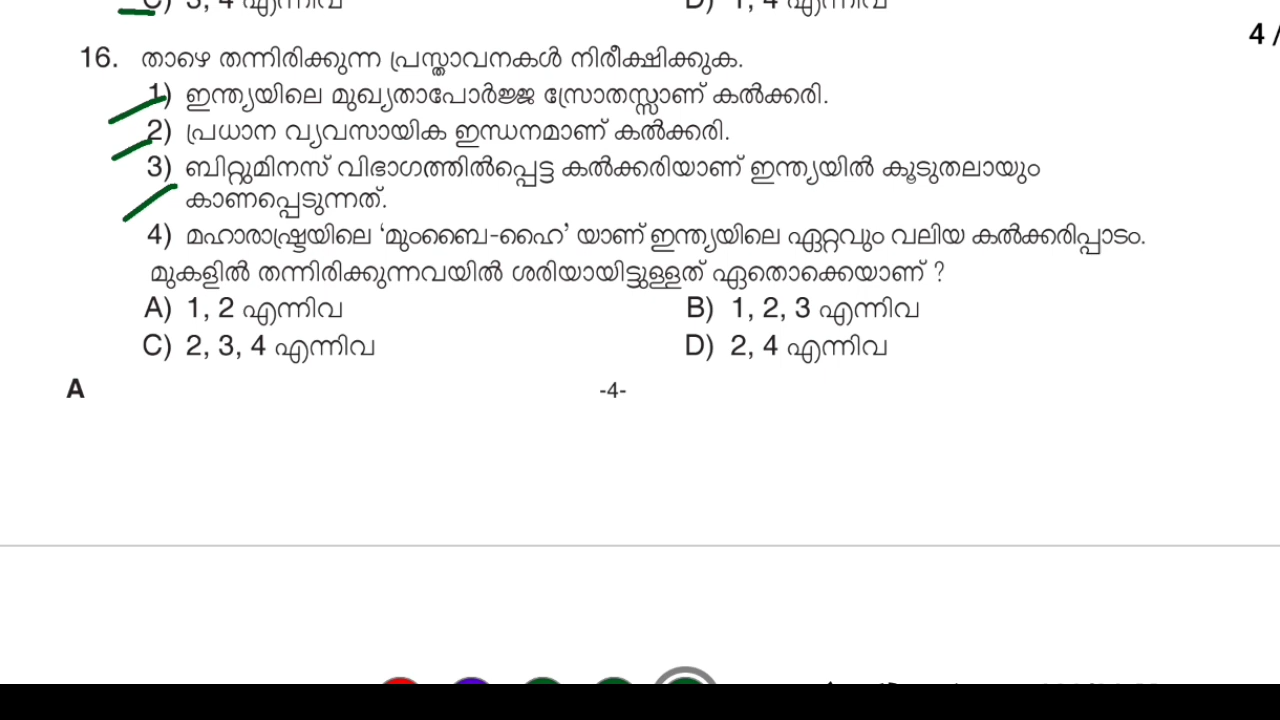 4/
16. താഴെ തന്നിരിക്കുന്ന പ്രസ്താവനകൾ നിരീക്ഷിക്കുക.
1) ഇന്ത്യയിലെ മുഖ്യതാപോർജ്ജ സ്രോതസ്സാണ് കൽക്കരി.
2) പ്രധാന വ്യവസായിക ഇന്ധനമാണ് കൽക്കരി.
3) ബിറ്റുമിനസ് വിഭാഗത്തിൽപ്പെട്ട കൽക്കരിയാണ് ഇന്ത്യയിൽ കൂടുതലായും
കാണപ്പെടുന്നത്.
4) മഹാരാഷ്ട്രയിലെ ‘മുംബൈ-ഹൈ’ യാണ് ഇന്ത്യയിലെ ഏറ്റവും വലിയ കൽക്കരിപ്പാടം.
മുകളിൽ തന്നിരിക്കുന്നവയിൽ ശരിയായിട്ടുള്ളത് ഏതൊക്കെയാണ് ?
A) 1, 2 എന്നിവ B) 1, 2, 3 എന്നിവ
C) 2, 3, 4 എന്നിവ D) 2, 4 എന്നിവ
A -4-